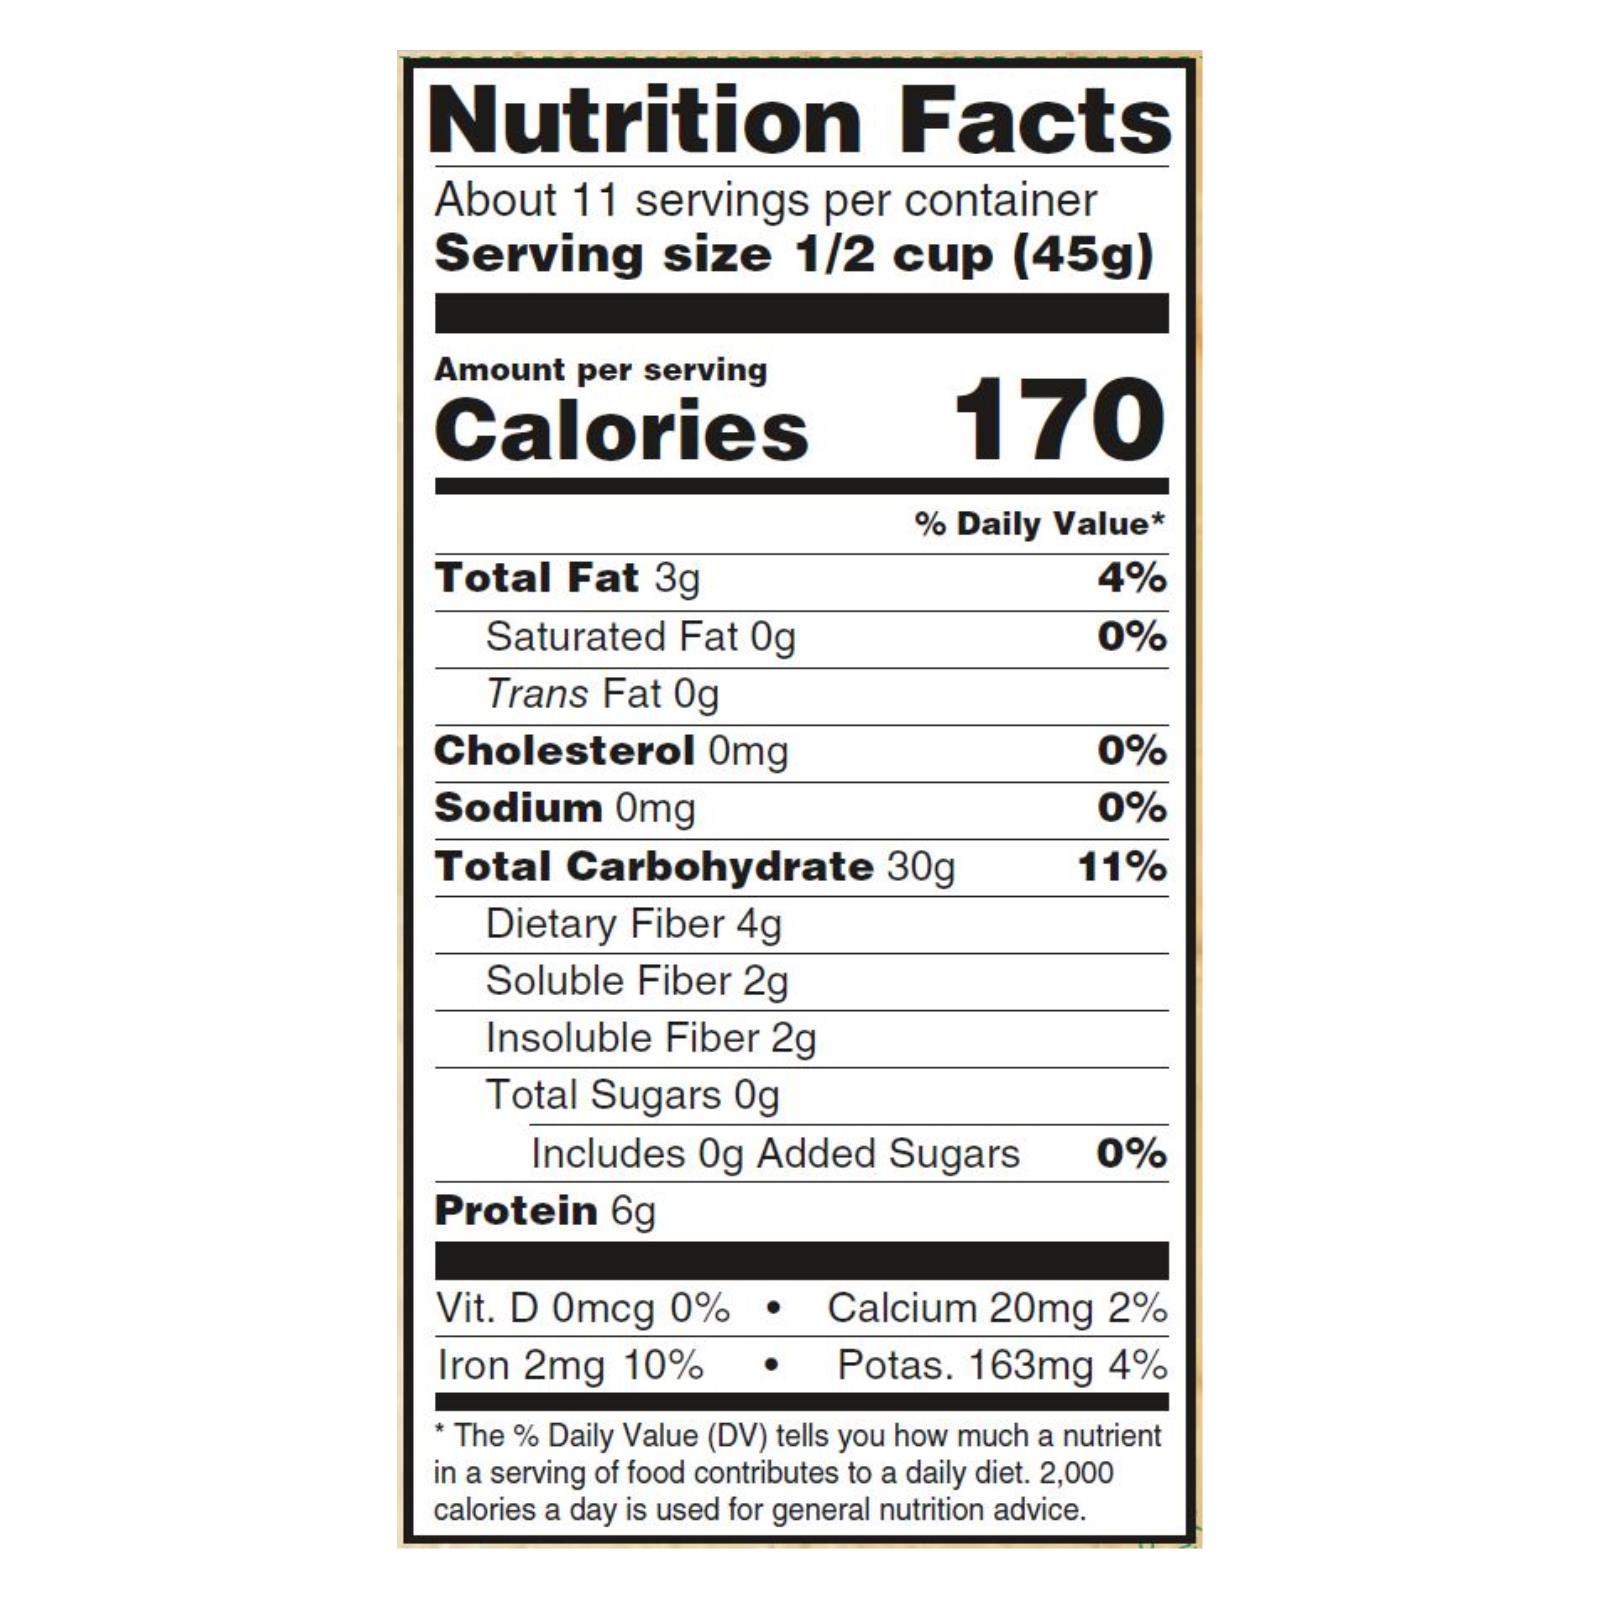 Nutrition Facts
About 11 servings per container
Serving size 1/2 cup (45g)
Amount per serving
Calories 170
% Daily Value*
Total Fat 3g 4%
Saturated Fat 0g 0%
Trans Fat 0g
Cholesterol 0mg 0%
Sodium 0mg 0%
Total Carbohydrate 30g 11%
Dietary Fiber 4g
Soluble Fiber 2g
Insoluble Fiber 2g
Total Sugars 0g
Includes 0g Added Sugars 0%
Protein 6g
Vit. D 0mcg 0% • Calcium 20mg 2%
Iron 2mg 10% • Potas. 163mg 4%
* The % Daily Value (DV) tells you how much a nutrient
in a serving of food contributes to a daily diet. 2,000
calories a day is used for general nutrition advice.